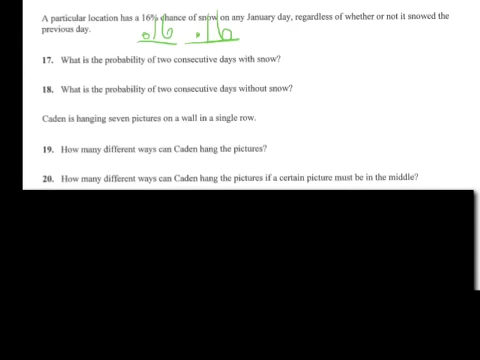 A particular location has a 16% chance of snow on any January day, regardless of whether or not it snowed the
previous day.
.16 .16
17. What is the probability of two consecutive days with snow?
18. What is the probability of two consecutive days without snow?
Caden is hanging seven pictures on a wall in a single row.
19. How many different ways can Caden hang the pictures?
20. How many different ways can Caden hang the pictures if a certain picture must be in the middle?